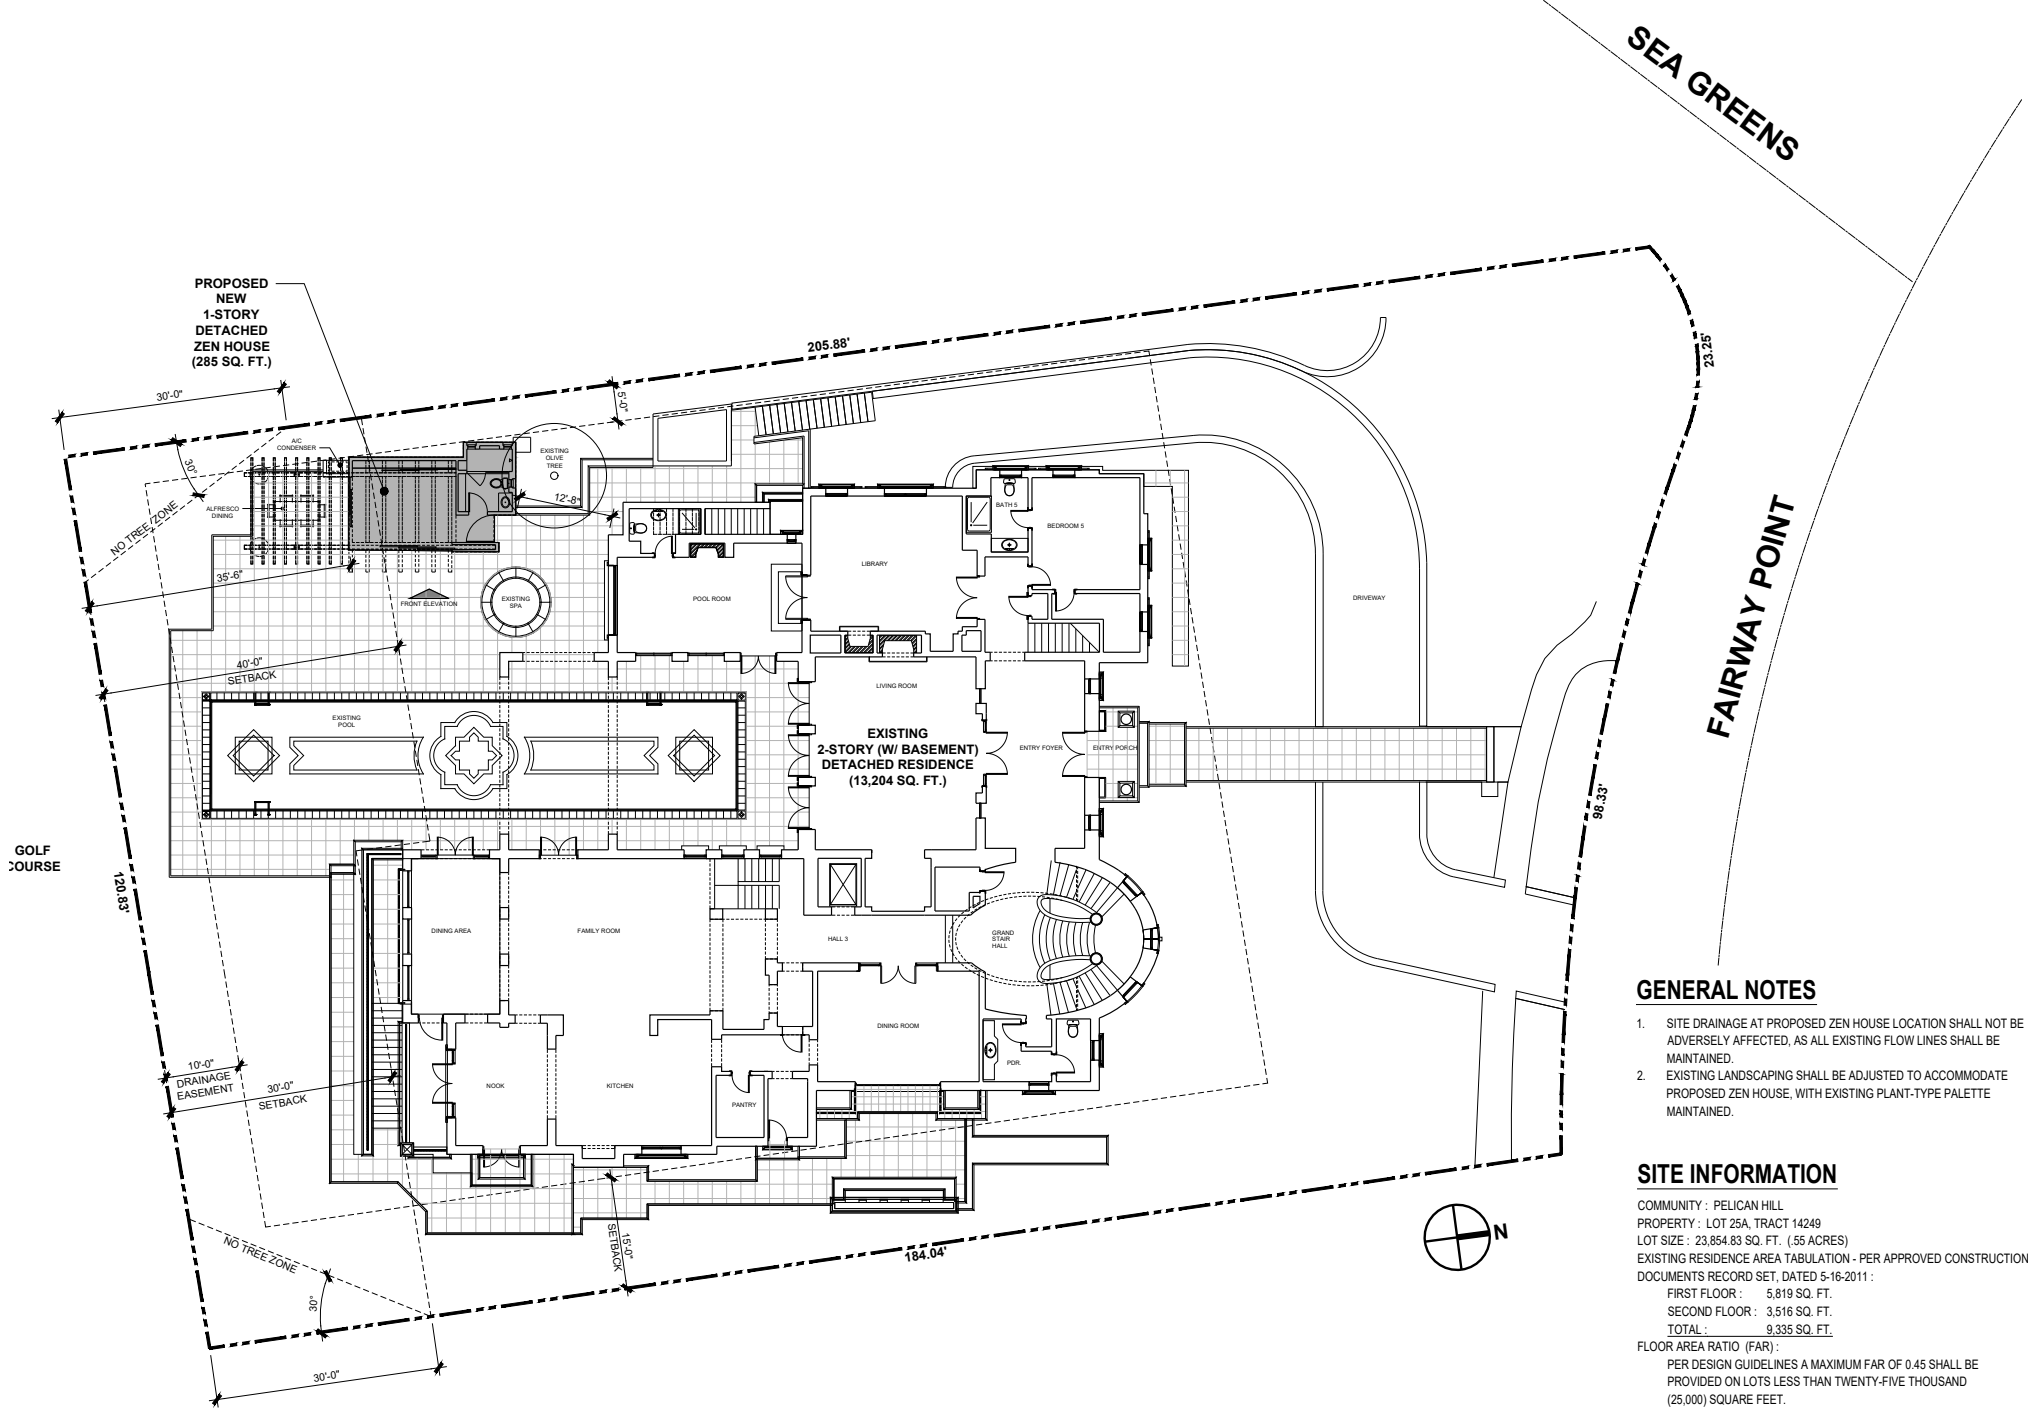 SEA GREENS
FAIRWAY POINT
PROPOSED
NEW
1-STORY
DETACHED
ZEN HOUSE
(285 SQ. FT.)
205.88'
23.25'
30'-0"
5'-0"
A/C
CONDENSER
30°
EXISTING
OLIVE
TREE
12'-8"
ALFRESCO
DINING
NO TREE ZONE
35'-6"
FRONT ELEVATION
EXISTING
SPA
POOL ROOM
LIBRARY
BATH 5
BEDROOM 5
DRIVEWAY
40'-0"
SETBACK
LIVING ROOM
EXISTING
POOL
EXISTING
2-STORY (W/ BASEMENT)
DETACHED RESIDENCE
(13,204 SQ. FT.)
ENTRY FOYER
ENTRY PORCH
98.33'
GOLF
COURSE
120.83'
DINING AREA
FAMILY ROOM
HALL 3
GRAND
STAIR
HALL
DINING ROOM
PDR.
10'-0"
DRAINAGE
EASEMENT
30'-0"
SETBACK
NOOK
KITCHEN
PANTRY
15'-0"
SETBACK
184.04'
NO TREE ZONE
30°
30'-0"
N
GENERAL NOTES
1. SITE DRAINAGE AT PROPOSED ZEN HOUSE LOCATION SHALL NOT BE
ADVERSELY AFFECTED, AS ALL EXISTING FLOW LINES SHALL BE
MAINTAINED.
2. EXISTING LANDSCAPING SHALL BE ADJUSTED TO ACCOMMODATE
PROPOSED ZEN HOUSE, WITH EXISTING PLANT-TYPE PALETTE
MAINTAINED.
SITE INFORMATION
COMMUNITY : PELICAN HILL
PROPERTY : LOT 25A, TRACT 14249
LOT SIZE : 23,854.83 SQ. FT. (.55 ACRES)
EXISTING RESIDENCE AREA TABULATION - PER APPROVED CONSTRUCTION
DOCUMENTS RECORD SET, DATED 5-16-2011 :
FIRST FLOOR : 5,819 SQ. FT.
SECOND FLOOR : 3,516 SQ. FT.
TOTAL : 9,335 SQ. FT.
FLOOR AREA RATIO (FAR) :
PER DESIGN GUIDELINES A MAXIMUM FAR OF 0.45 SHALL BE
PROVIDED ON LOTS LESS THAN TWENTY-FIVE THOUSAND
(25,000) SQUARE FEET.